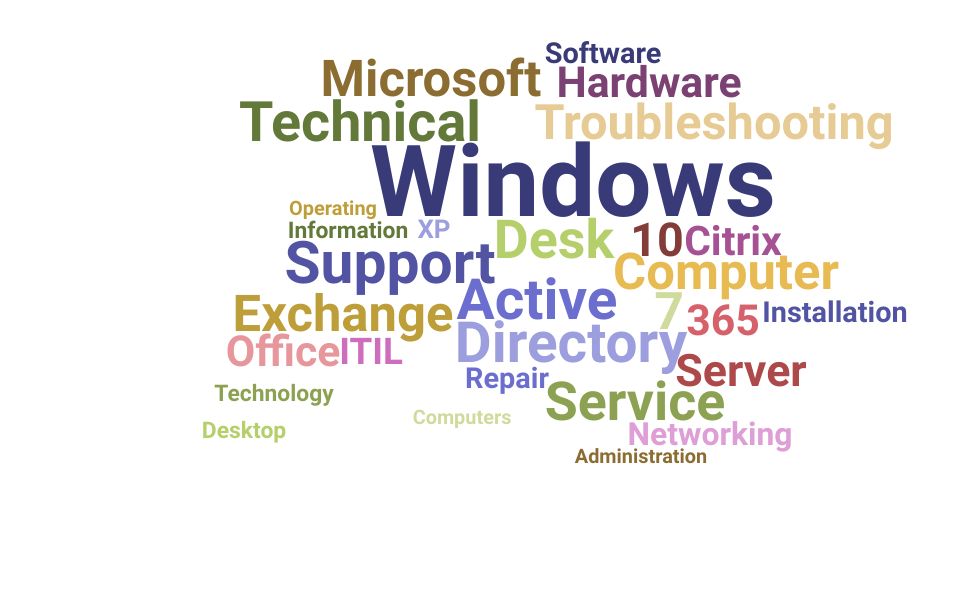 Software
Microsoft Hardware
Technical Troubleshooting
Windows
Operating
Information XP Desk 10 Citrix
Support Computer
Exchange Active 7 365 Installation
Office ITIL Directory
Repair Server
Technology Service
Desktop Computers Networking
Administration